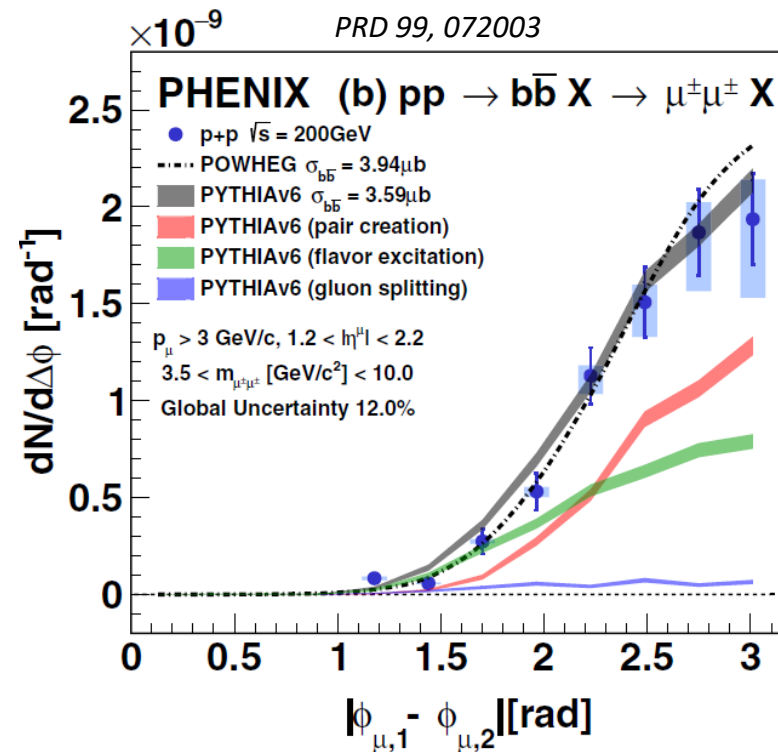 ×10⁻⁹
PRD 99, 072003
PHENIX (b) pp → bb̅ X → μ±μ± X
p+p √s = 200GeV
POWHEG σbb̅ = 3.94μb
PYTHIAv6 σbb̅ = 3.59μb
PYTHIAv6 (pair creation)
PYTHIAv6 (flavor excitation)
PYTHIAv6 (gluon splitting)
pμ > 3 GeV/c, 1.2 < |ημ| < 2.2
3.5 < mμ±μ± [GeV/c²] < 10.0
Global Uncertainty 12.0%
dN/dΔϕ [rad⁻¹]
2.5
2
1.5
1
0.5
0
0 0.5 1 1.5 2 2.5 3
|ϕμ,1 - ϕμ,2|[rad]